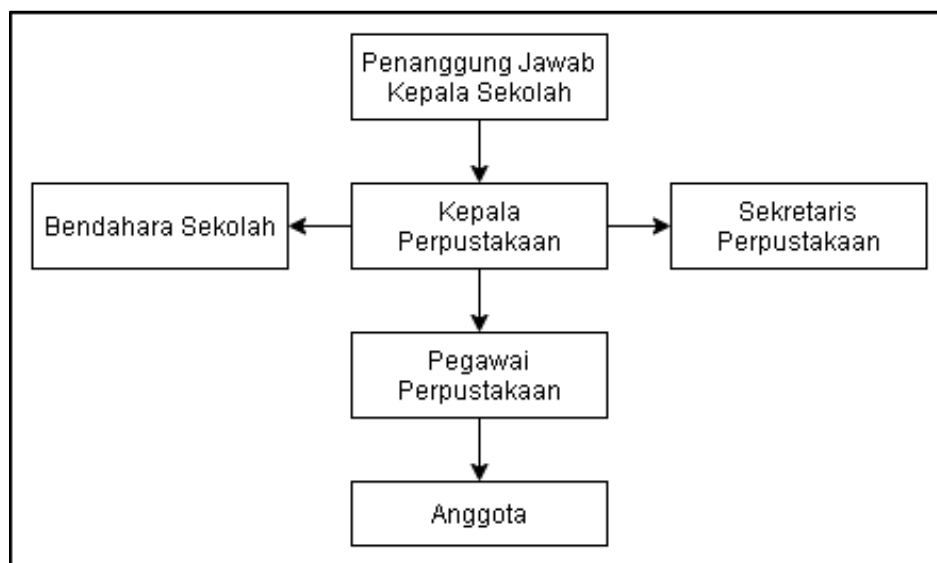 Penanggung Jawab
Kepala Sekolah
Bendahara Sekolah
Kepala
Perpustakaan
Sekretaris
Perpustakaan
Pegawai
Perpustakaan
Anggota